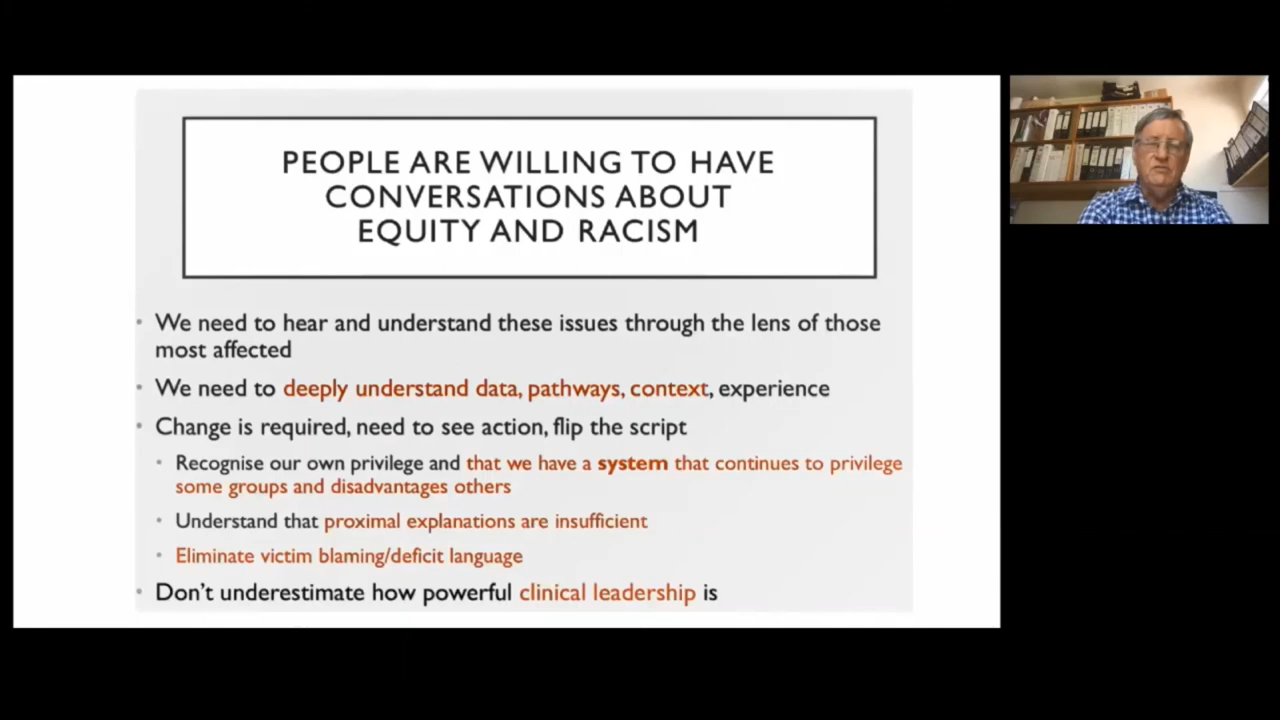 PEOPLE ARE WILLING TO HAVE
CONVERSATIONS ABOUT
EQUITY AND RACISM
• We need to hear and understand these issues through the lens of those
most affected
• We need to deeply understand data, pathways, context, experience
• Change is required, need to see action, flip the script
• Recognise our own privilege and that we have a system that continues to privilege
some groups and disadvantages others
• Understand that proximal explanations are insufficient
• Eliminate victim blaming/deficit language
• Don’t underestimate how powerful clinical leadership is